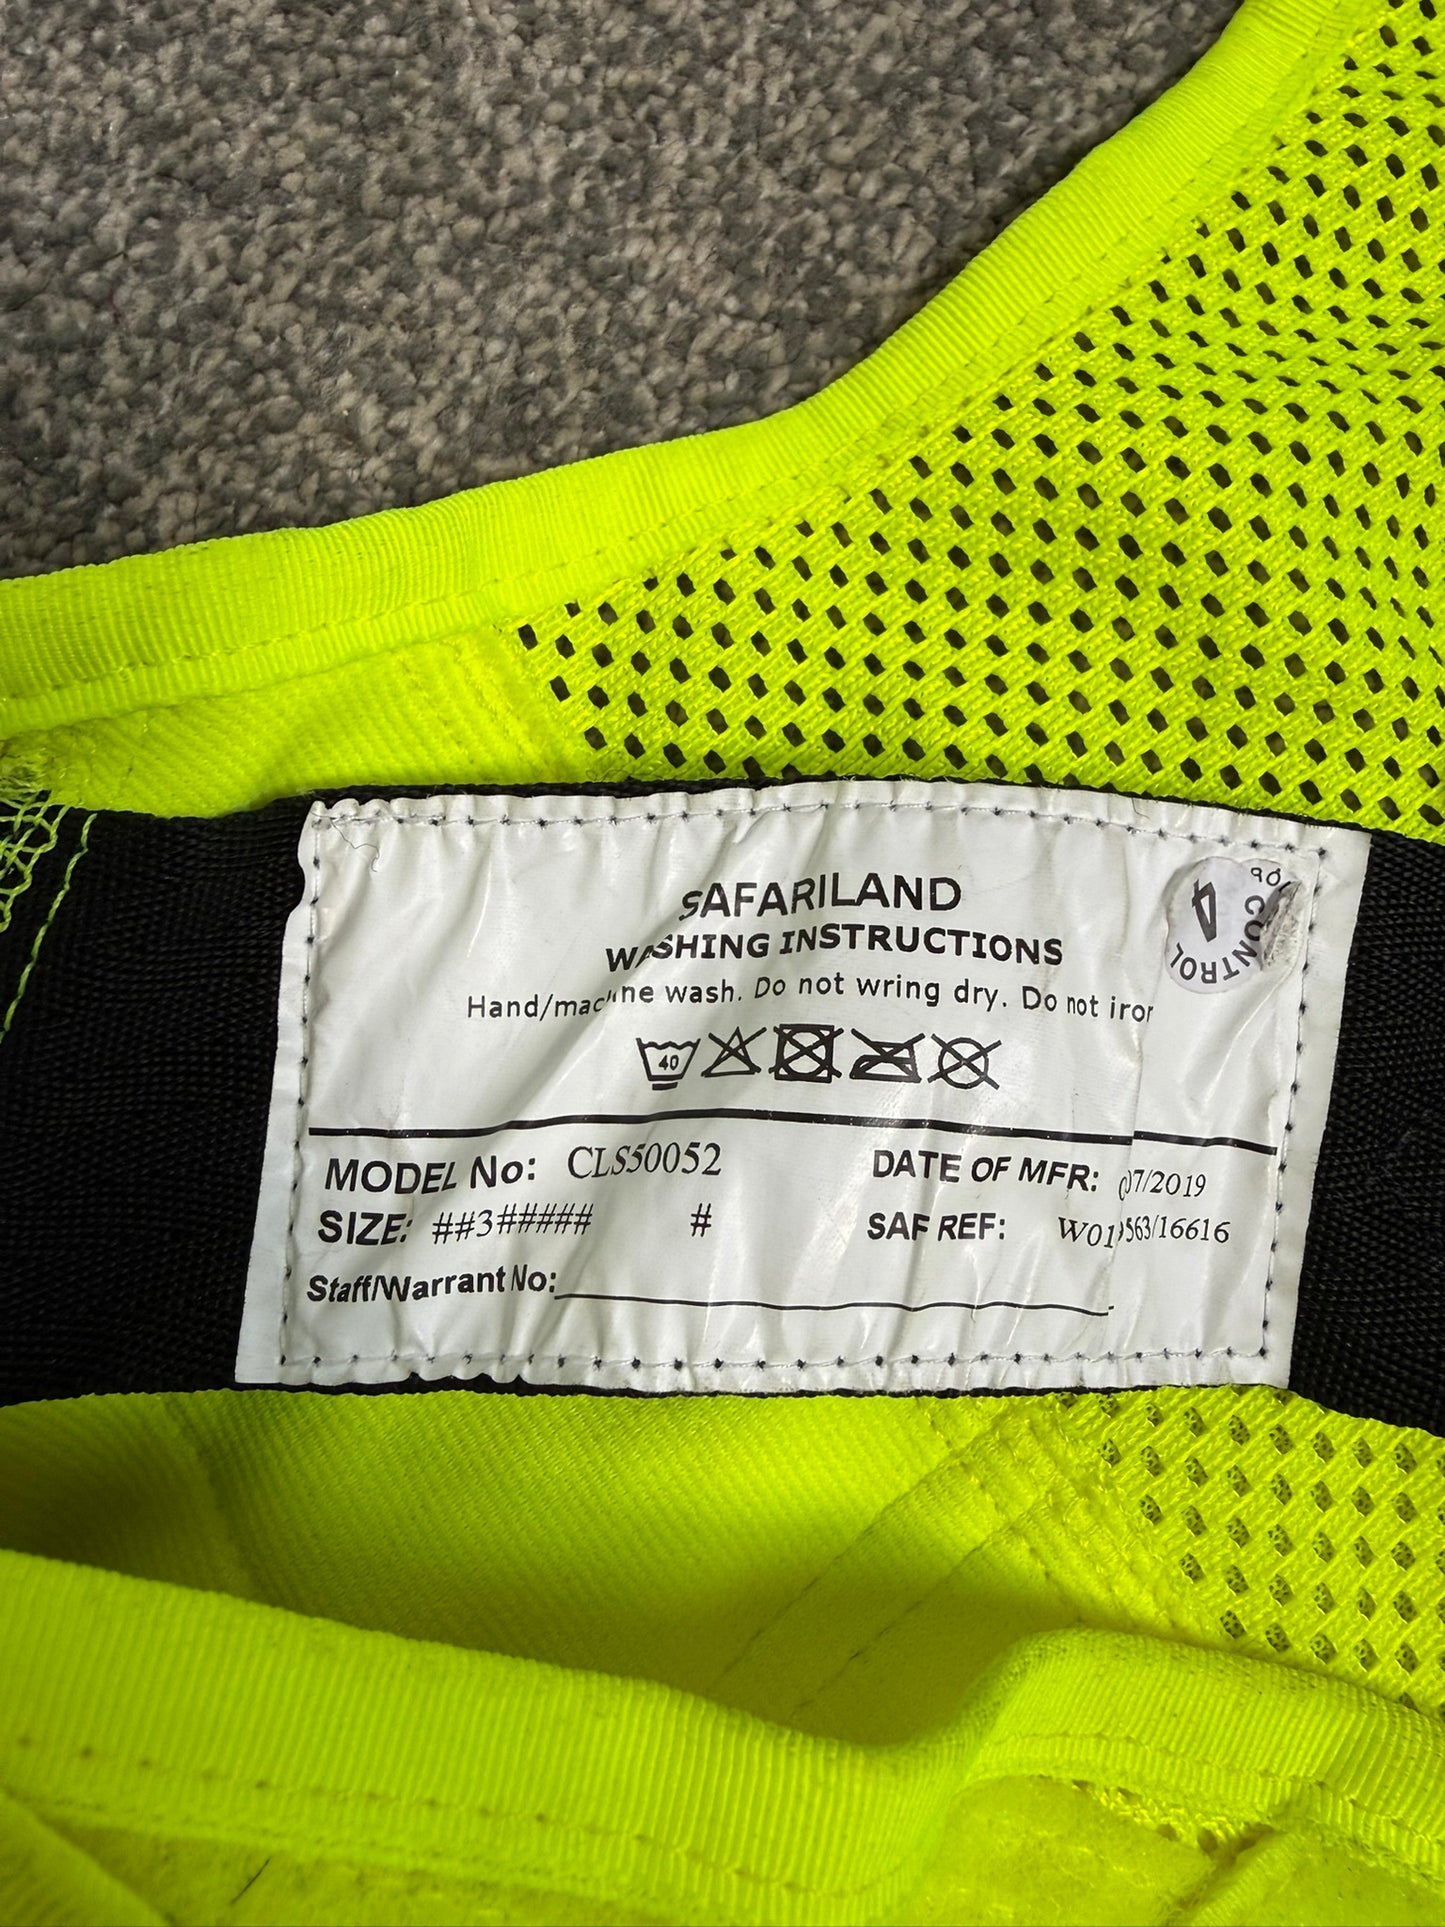 SAFARILAND
WASHING INSTRUCTIONS
Hand/machine wash. Do not wring dry. Do not iron
40
MODEL No: CLS50052
DATE OF MFR: 07/2019
SIZE: ##3##### #
SAF REF:
Staff/Warrant No:
CONTROL
4